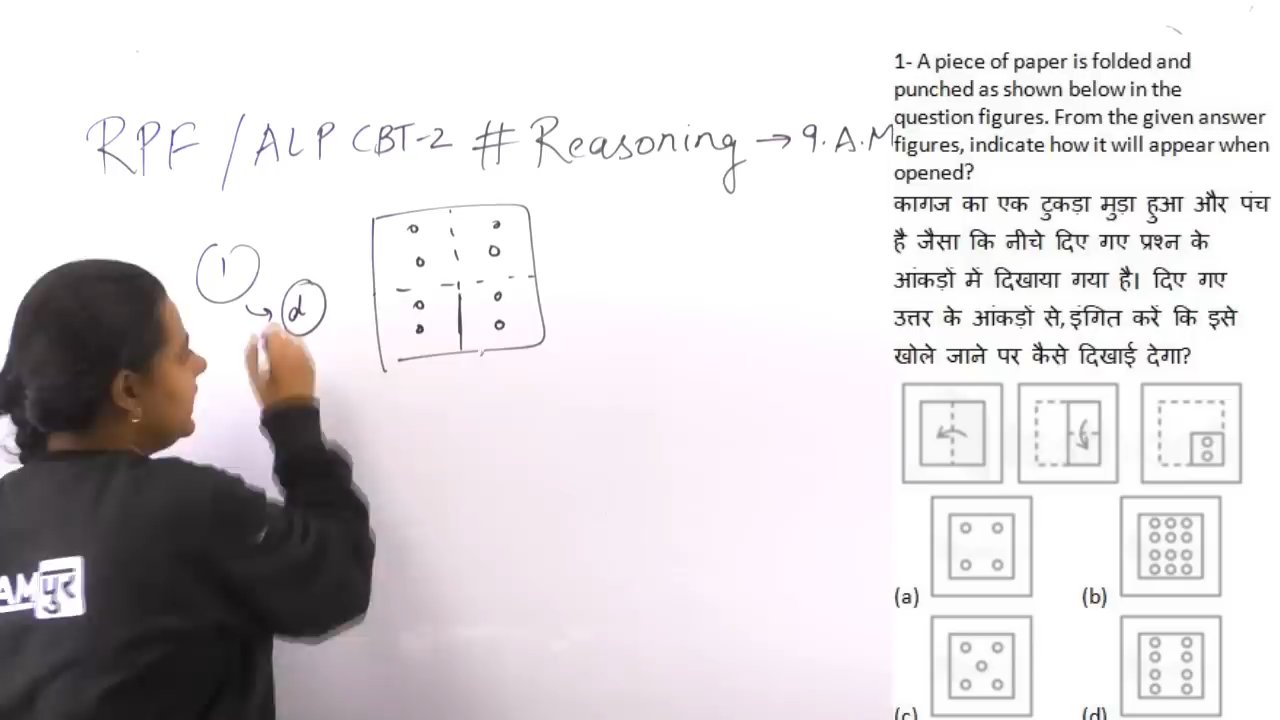 RPF / ALP CBT-2 # Reasoning → 9.A.M
1
d
AMपुर
1- A piece of paper is folded and
punched as shown below in the
question figures. From the given answer
figures, indicate how it will appear when
opened?
कागज का एक टुकड़ा मुड़ा हुआ और पंच
है जैसा कि नीचे दिए गए प्रश्न के
आंकड़ों में दिखाया गया है। दिए गए
उत्तर के आंकड़ों से, इंगित करें कि इसे
खोले जाने पर कैसे दिखाई देगा?
(a) (b)
(c) (d)